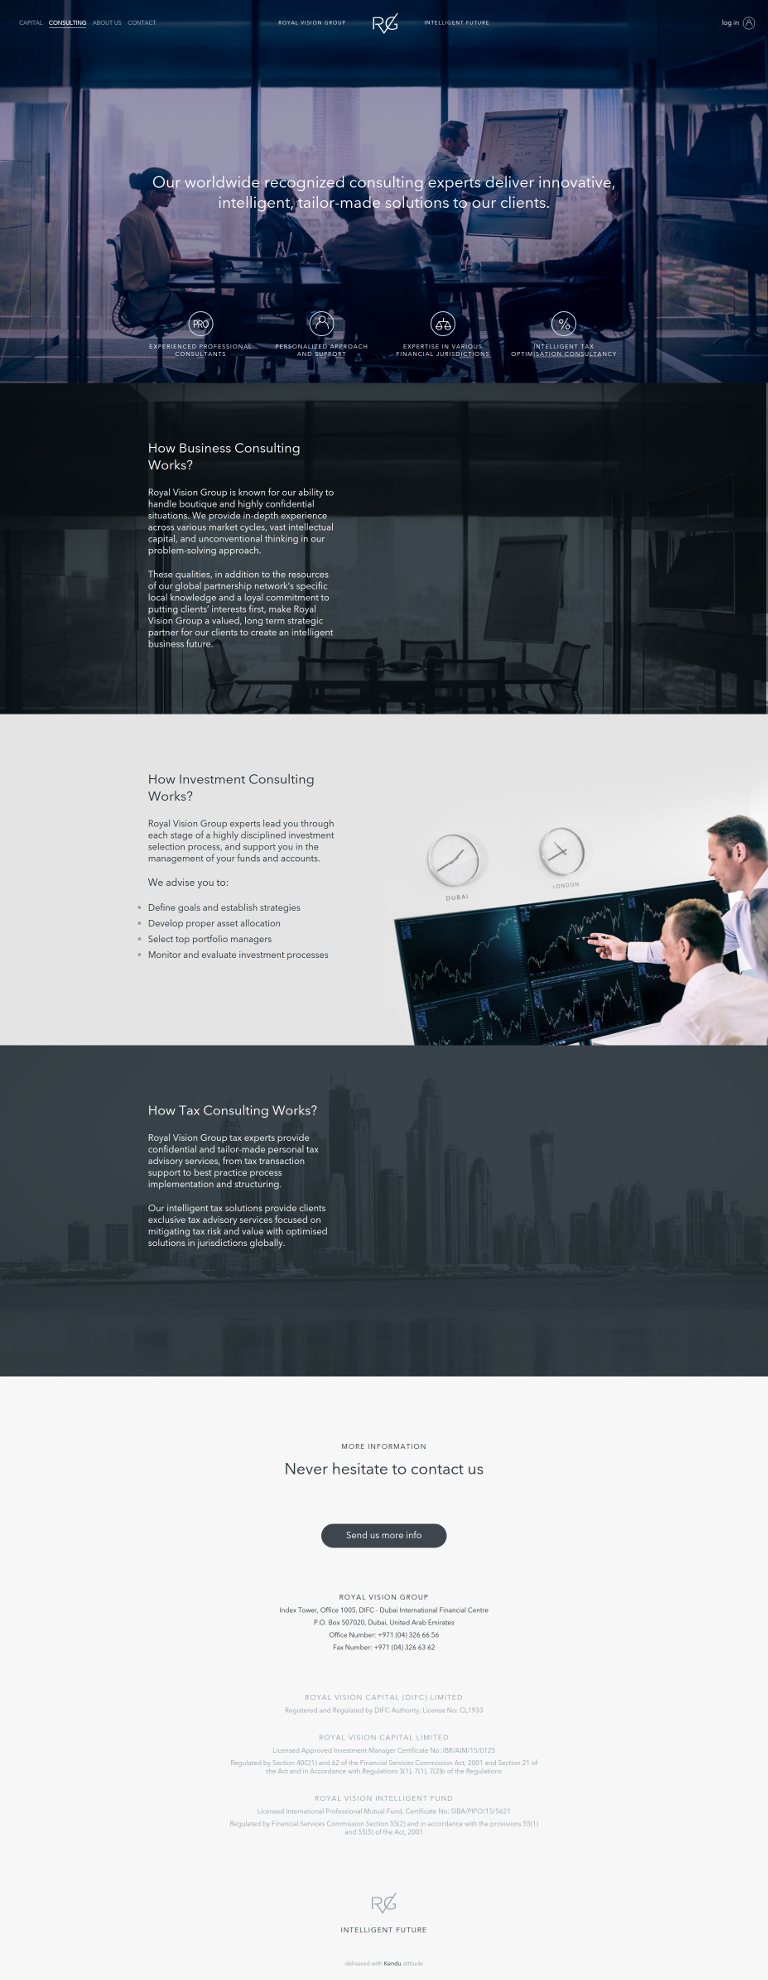 CAPITAL CONSULTING ABOUT US CONTACT
ROYAL VISION GROUP
RVG
INTELLIGENT FUTURE
log in
Our worldwide recognized consulting experts deliver innovative,
intelligent, tailor-made solutions to our clients.
PRO
EXPERIENCED PROFESSIONAL
CONSULTANTS
PERSONALIZED APPROACH
AND SUPPORT
EXPERTISE IN VARIOUS
FINANCIAL JURISDICTIONS
%
INTELLIGENT TAX
OPTIMISATION CONSULTANCY
How Business Consulting
Works?
Royal Vision Group is known for our ability to
handle boutique and highly confidential
situations. We provide in-depth experience
across various market cycles, vast intellectual
capital, and unconventional thinking in our
problem-solving approach.
These qualities, in addition to the resources
of our global partnership network's specific
local knowledge and a loyal commitment to
putting clients' interests first, make Royal
Vision Group a valued, long term strategic
partner for our clients to create an intelligent
business future.
How Investment Consulting
Works?
Royal Vision Group experts lead you through
each stage of a highly disciplined investment
selection process, and support you in the
management of your funds and accounts.
We advise you to:
Define goals and establish strategies
Develop proper asset allocation
Select top portfolio managers
Monitor and evaluate investment processes
DUBAI
LONDON
How Tax Consulting Works?
Royal Vision Group tax experts provide
confidential and tailor-made personal tax
advisory services, from tax transaction
support to best practice process
implementation and structuring.
Our intelligent tax solutions provide clients
exclusive tax advisory services focused on
mitigating tax risk and value with optimised
solutions in jurisdictions globally.
MORE INFORMATION
Never hesitate to contact us
Send us more info
ROYAL VISION GROUP
Index Tower, Office 1005, DIFC - Dubai International Financial Centre
P.O. Box 507020, Dubai, United Arab Emirates
Office Number: +971 (04) 326 66 56
Fax Number: +971 (04) 326 63 62
ROYAL VISION CAPITAL (DIFC) LIMITED
Registered and Regulated by DIFC Authority, License No: CL1933
ROYAL VISION CAPITAL LIMITED
Licensed Approved Investment Manager Certificate No: IBR/AIM/15/0125
Regulated by Section 40C(1) and 62 of the Financial Services Commission Act, 2001 and Section 21 of
the Act and in Accordance with Regulations 3(1), 7(1), 7(2)b of the Regulations
ROYAL VISION INTELLIGENT FUND
Licensed International Professional Mutual Fund, Certificate No: SIBA/PIPO/15/5621
Regulated by Financial Services Commission Section 55(2) and in accordance with the provisions 55(1)
and 55(5) of the Act, 2001
RVG
INTELLIGENT FUTURE
delivered with Kendu attitude